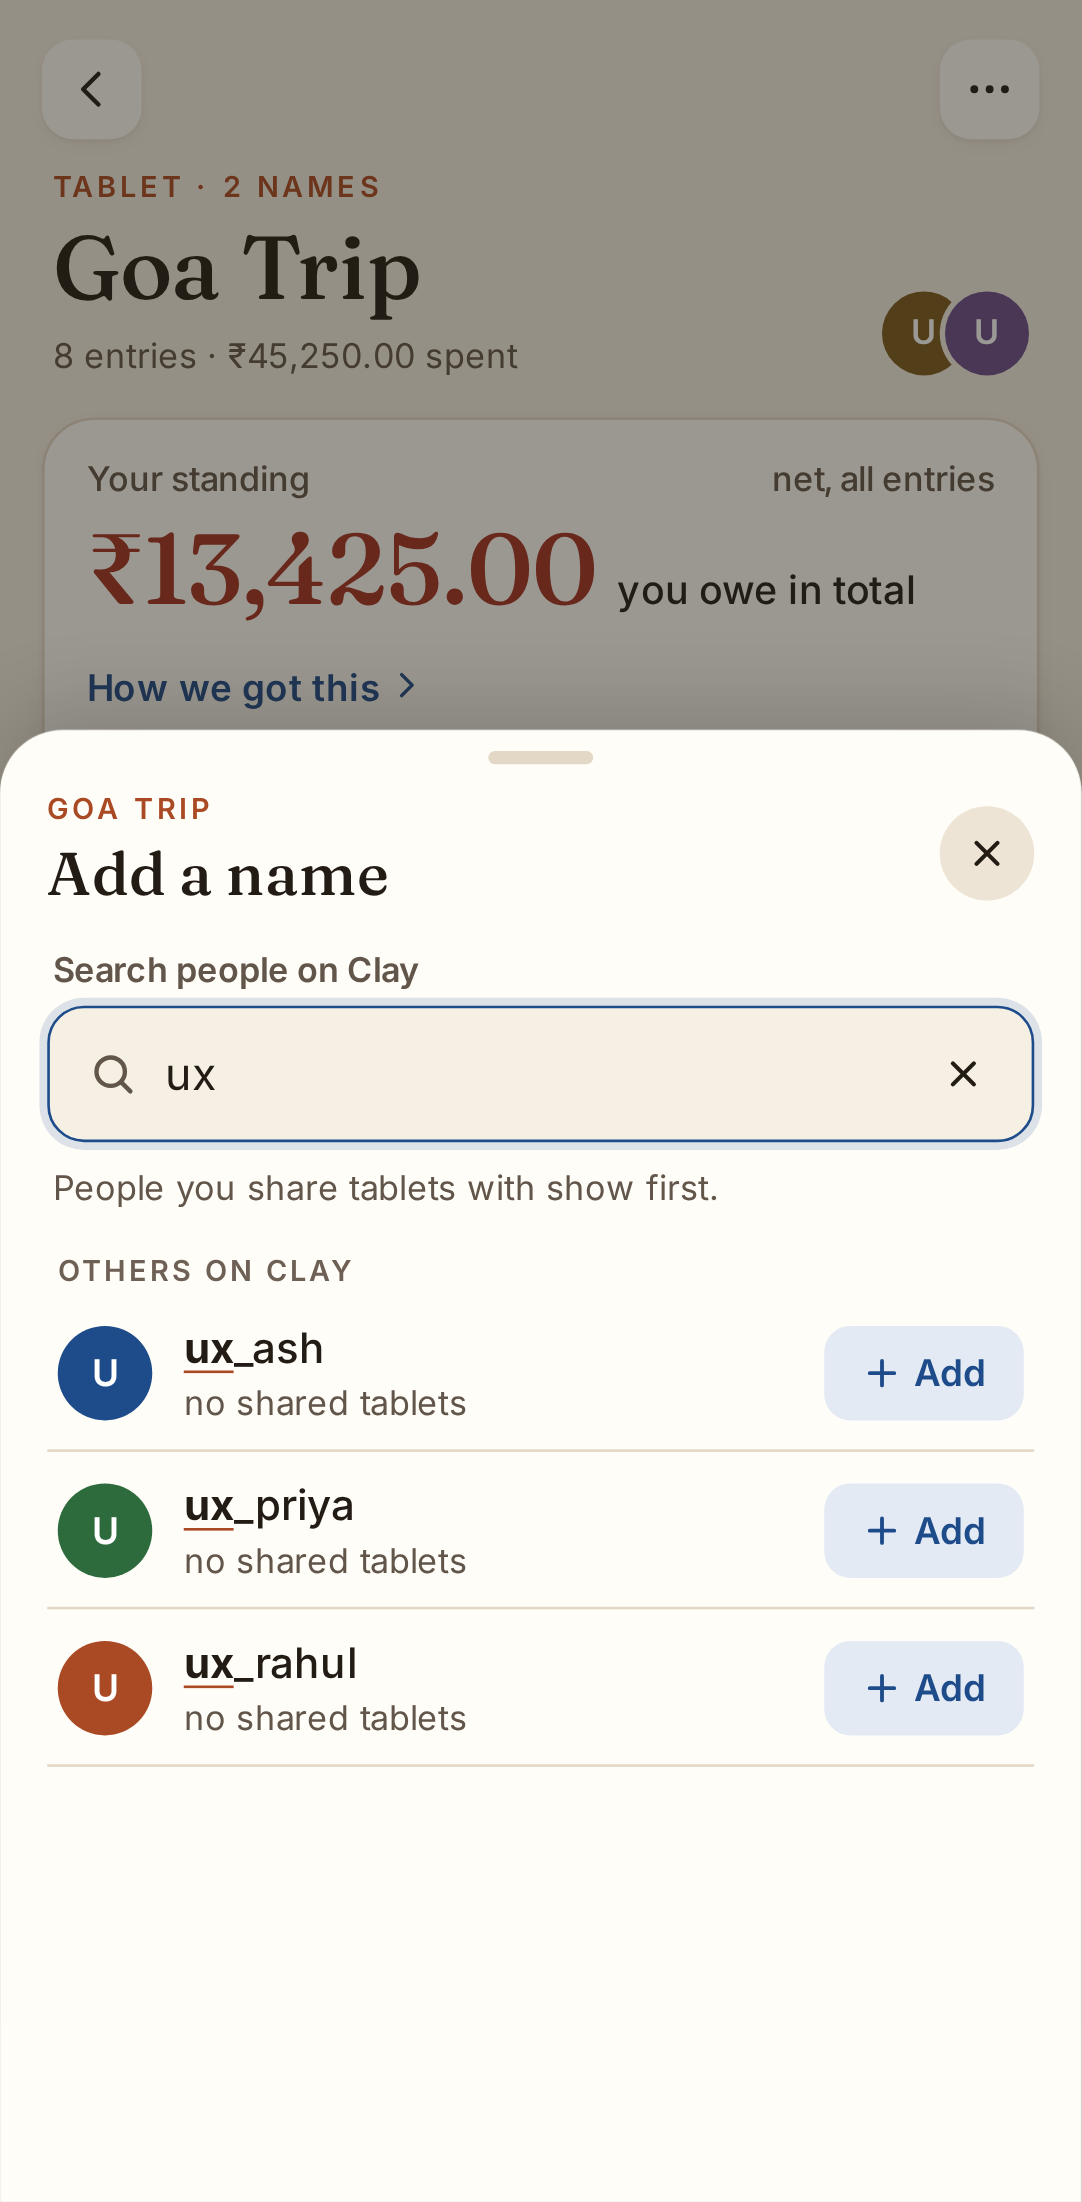 TABLET · 2 NAMES
Goa Trip
8 entries · ₹45,250.00 spent
U U
Your standing net, all entries
₹13,425.00 you owe in total
How we got this
GOA TRIP
Add a name
Search people on Clay
ux
People you share tablets with show first.
OTHERS ON CLAY
U ux_ash
no shared tablets
Add
U ux_priya
no shared tablets
Add
U ux_rahul
no shared tablets
Add